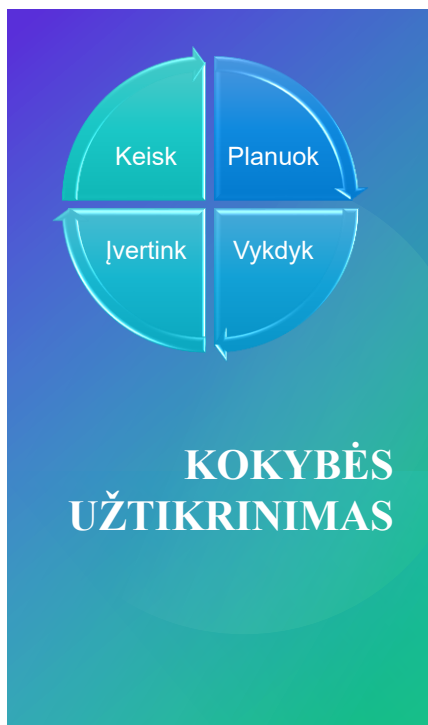 Keisk
Planuok
Įvertink
Vykdyk
KOKYBĖS
UŽTIKRINIMAS